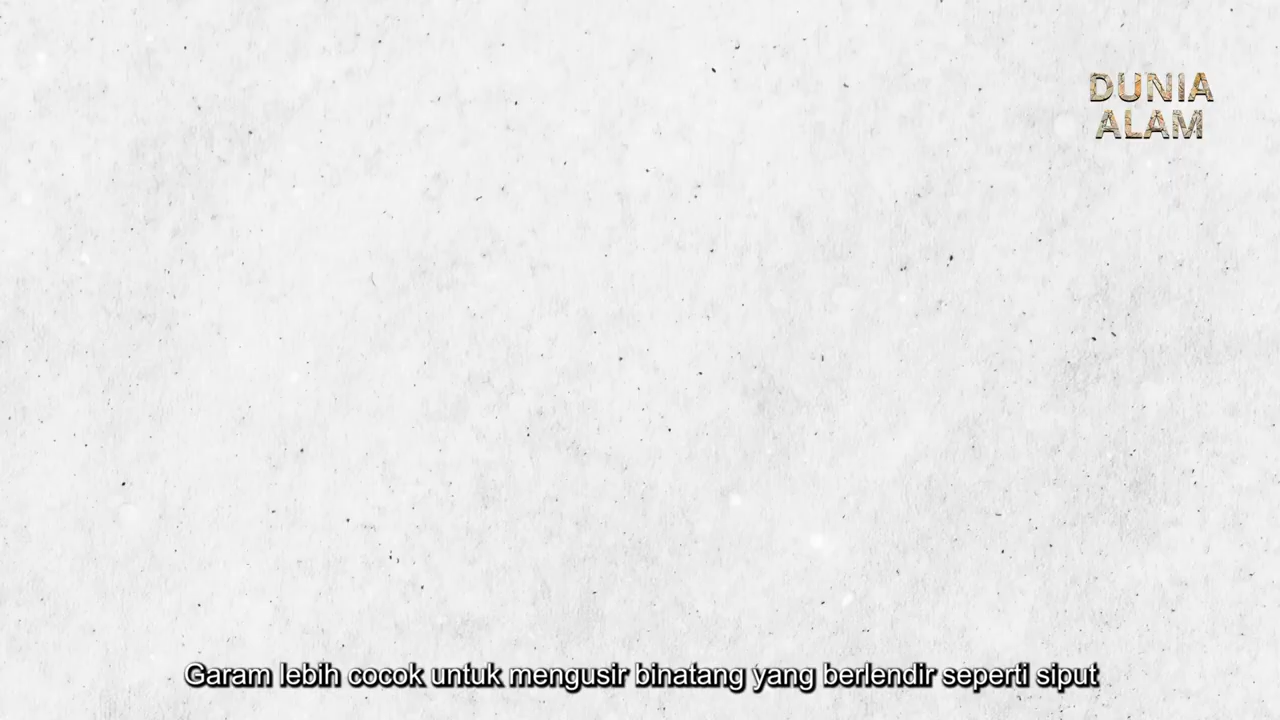 DUNIA
ALAM
Garam lebih cocok untuk mengusir binatang yang berlendir seperti siput